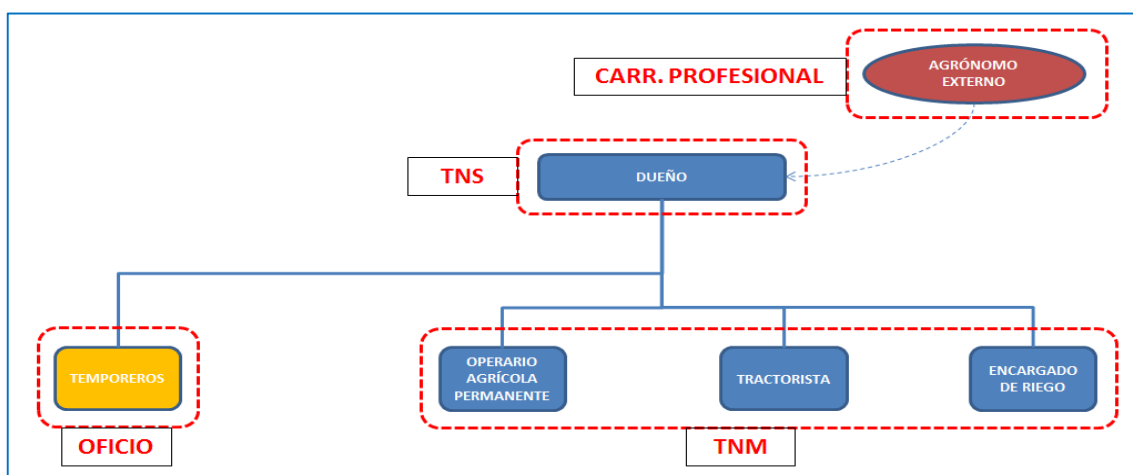 AGRÓNOMO
EXTERNO
CARR. PROFESIONAL
TNS
DUEÑO
TEMPOREROS
OPERARIO
AGRÍCOLA
PERMANENTE
TRACTORISTA
ENCARGADO
DE RIEGO
OFICIO
TNM